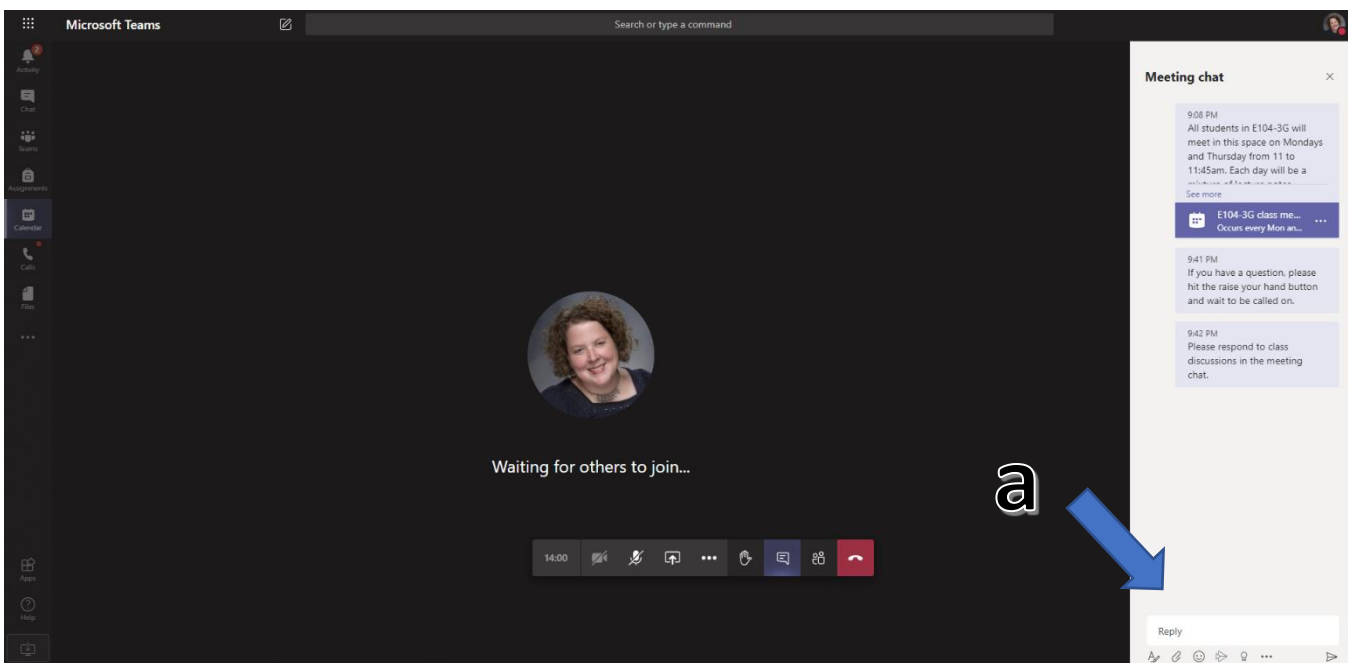 Microsoft Teams
Search or type a command
2
Activity
Chat
Teams
Assignments
Calendar
Calls
Files
Apps
Help
Waiting for others to join...
14:00
a
Meeting chat
9:08 PM
All students in E104-3G will
meet in this space on Mondays
and Thursday from 11 to
11:45am. Each day will be a
See more
E104-3G class me...
Occurs every Mon an...
9:41 PM
If you have a question, please
hit the raise your hand button
and wait to be called on.
9:42 PM
Please respond to class
discussions in the meeting
chat.
Reply